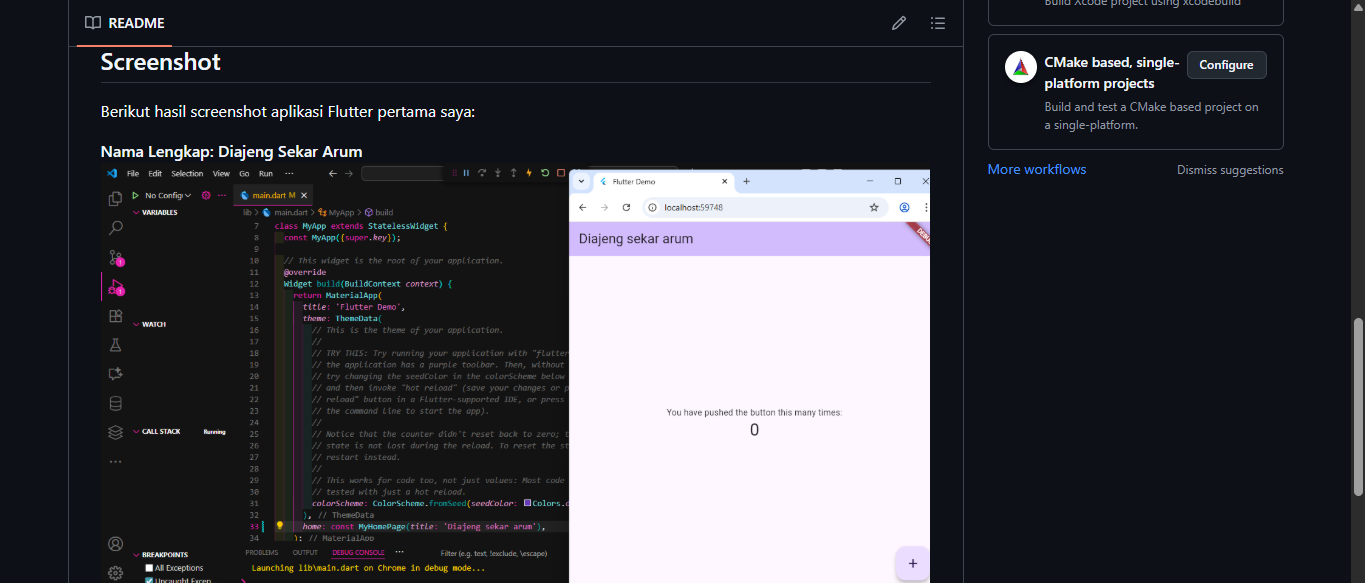 README
Screenshot
Berikut hasil screenshot aplikasi Flutter pertama saya:
Nama Lengkap: Diajeng Sekar Arum
File Edit Selection View Go Run ···
No Config
main.dart M
VARIABLES
lib > main.dart > MyApp > build
7 class MyApp extends StatelessWidget {
8 const MyApp({super.key});
9
10 // This widget is the root of your application.
11 @override
12 Widget build(BuildContext context) {
13 return MaterialApp(
14 title: 'Flutter Demo',
15 theme: ThemeData(
16 // This is the theme of your application.
17 //
18 // TRY THIS: Try running your application with "flutter
19 // the application has a purple toolbar. Then, without
20 // try changing the seedColor in the colorScheme below
21 // and then invoke "hot reload" (save your changes or p
22 // reload" button in a Flutter-supported IDE, or press
23 // the command line to start the app).
24 //
25 // Notice that the counter didn't reset back to zero; t
26 // state is not lost during the reload. To reset the st
27 // restart instead.
28 //
29 // This works for code too, not just values: Most code
30 // tested with just a hot reload.
31 colorScheme: ColorScheme.fromSeed(seedColor: Colors.d
32 ), // ThemeData
33 home: const MyHomePage(title: 'Diajeng sekar arum'),
34 ); // MaterialApp
WATCH
CALL STACK Running
BREAKPOINTS
All Exceptions
Uncaught Excep
PROBLEMS OUTPUT DEBUG CONSOLE ··· Filter (e.g. text, !exclude, \escape)
Launching lib\main.dart on Chrome in debug mode...
Flutter Demo
localhost:59748
Diajeng sekar arum
You have pushed the button this many times:
0
+
Build Xcode project using xcodebuild
CMake based, single-
platform projects
Configure
Build and test a CMake based project on
a single-platform.
More workflows
Dismiss suggestions